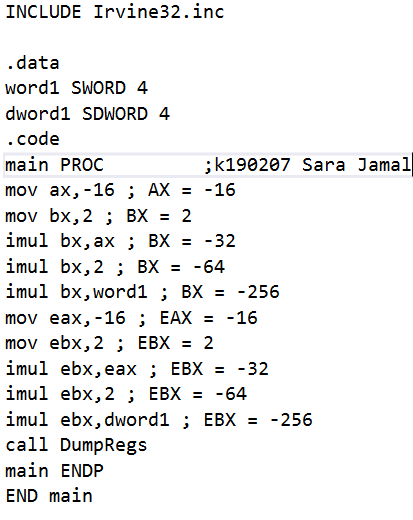 INCLUDE Irvine32.inc
.data
word1 SWORD 4
dword1 SDWORD 4
.code
main PROC ;k190207 Sara Jamal
mov ax,-16 ; AX = -16
mov bx,2 ; BX = 2
imul bx,ax ; BX = -32
imul bx,2 ; BX = -64
imul bx,word1 ; BX = -256
mov eax,-16 ; EAX = -16
mov ebx,2 ; EBX = 2
imul ebx,eax ; EBX = -32
imul ebx,2 ; EBX = -64
imul ebx,dword1 ; EBX = -256
call DumpRegs
main ENDP
END main